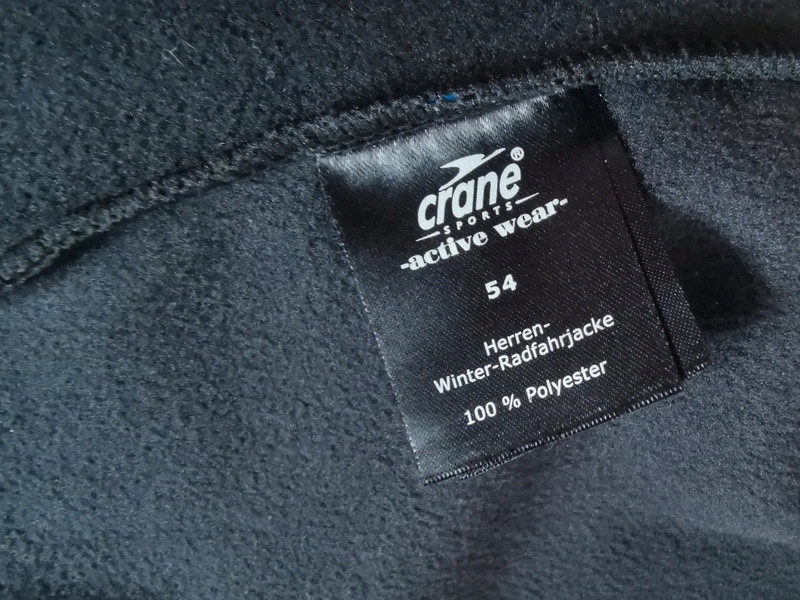 crane®
SPORTS
-active wear-
54
Herren-
Winter-Radfahrjacke
100 % Polyester